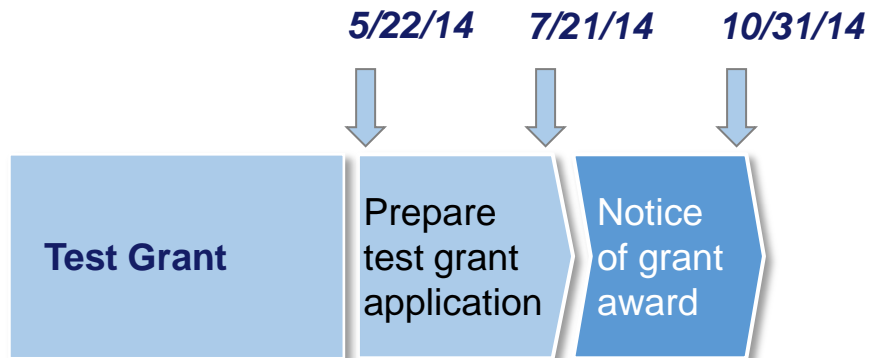 5/22/14 7/21/14 10/31/14
Test Grant
Prepare
test grant
application
Notice
of grant
award